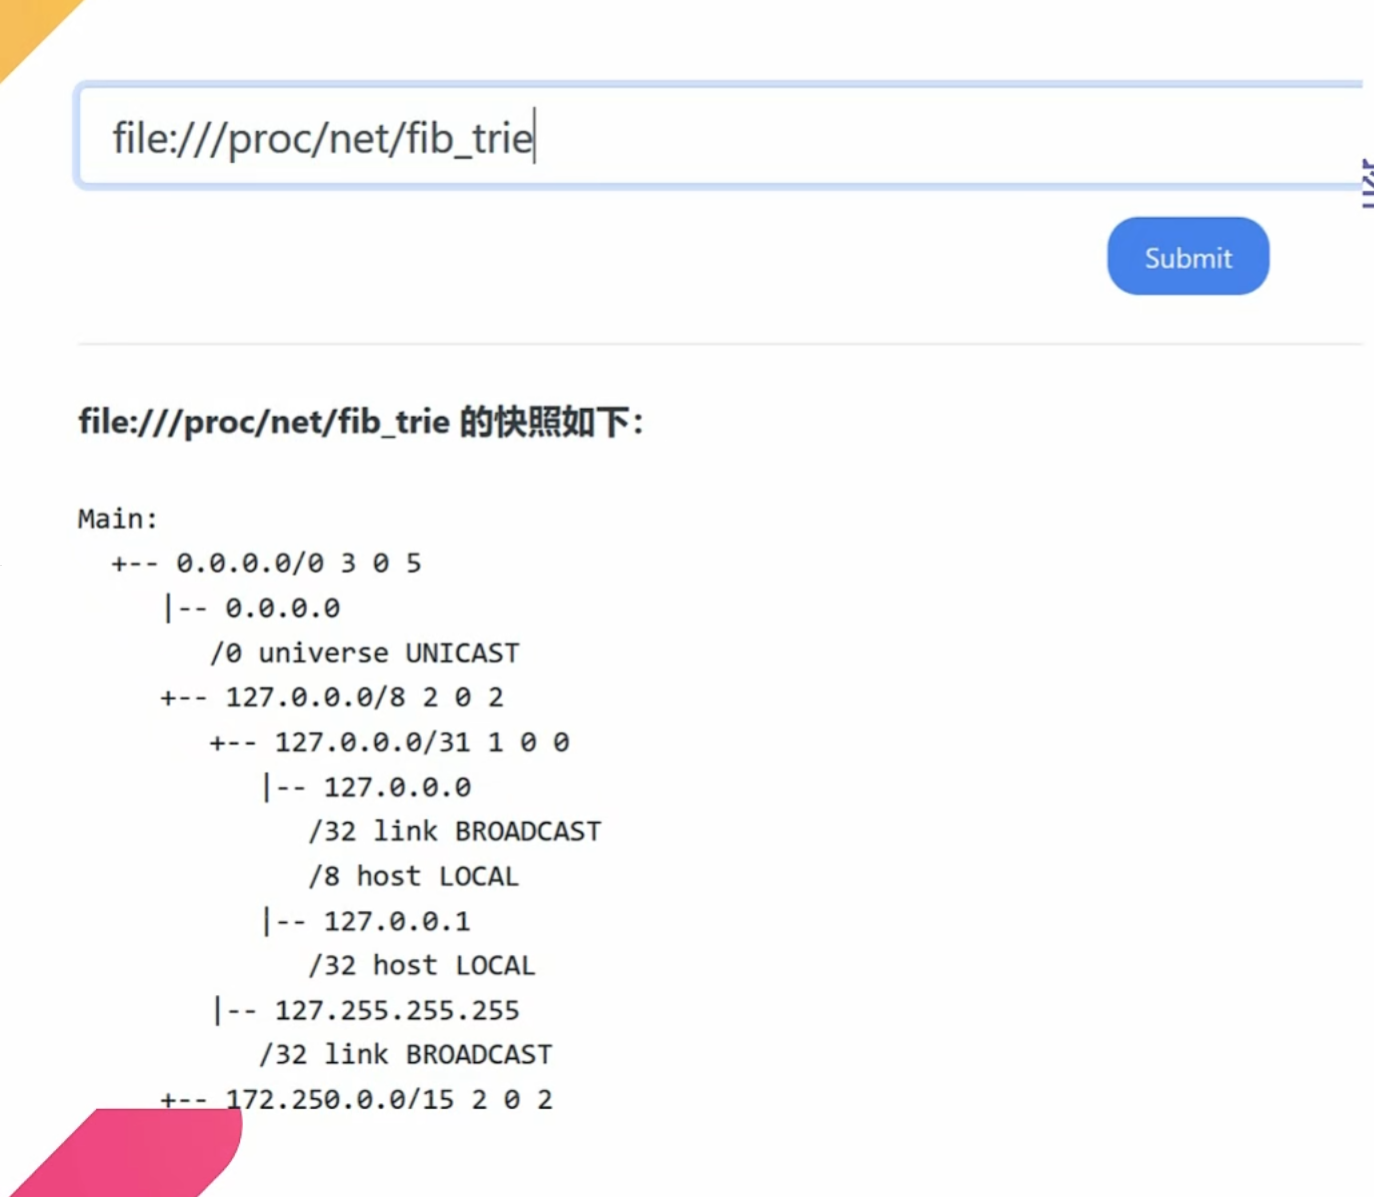 file:///proc/net/fib_trie
Submit
file:///proc/net/fib_trie 的快照如下：
Main:
+-- 0.0.0.0/0 3 0 5
|-- 0.0.0.0
/0 universe UNICAST
+-- 127.0.0.0/8 2 0 2
+-- 127.0.0.0/31 1 0 0
|-- 127.0.0.0
/32 link BROADCAST
/8 host LOCAL
|-- 127.0.0.1
/32 host LOCAL
|-- 127.255.255.255
/32 link BROADCAST
+-- 172.250.0.0/15 2 0 2